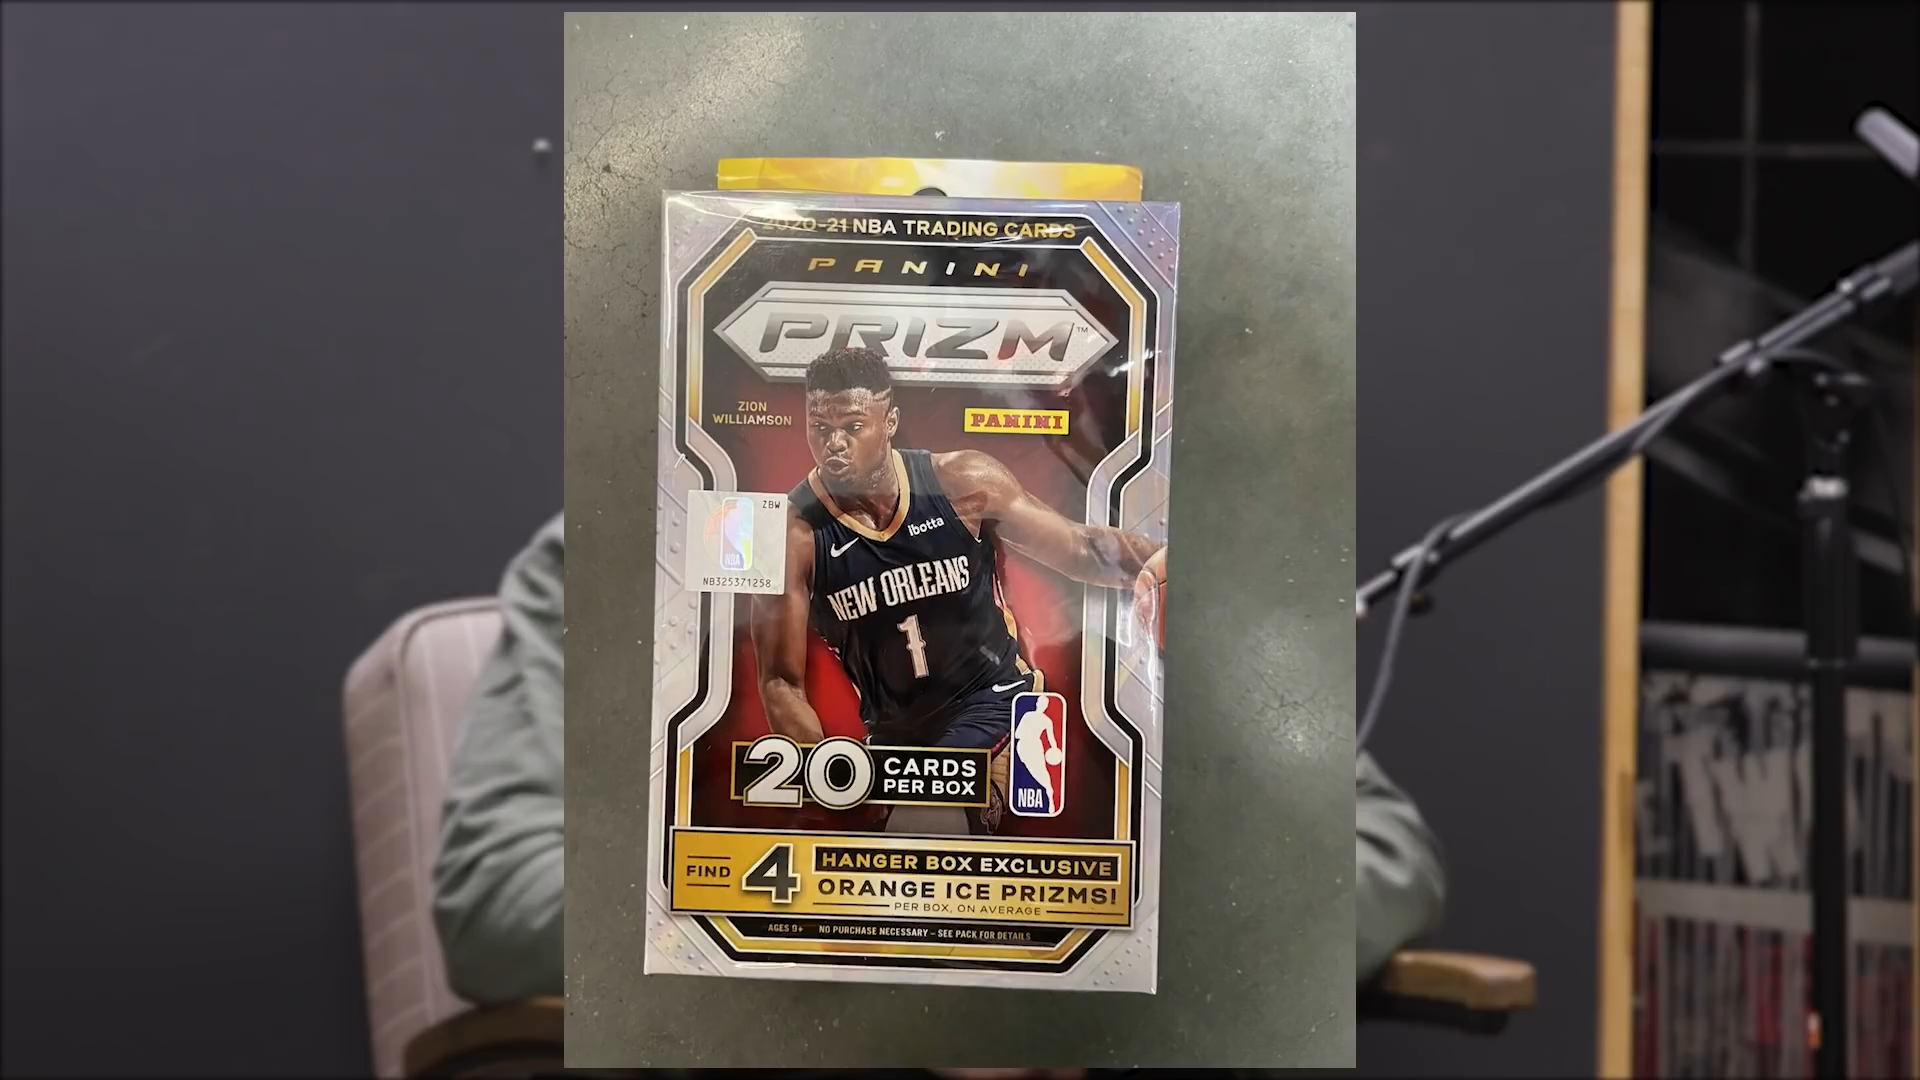 2020-21 NBA TRADING CARDS
PANINI
PRIZM™
ZION
WILLIAMSON
PANINI
ZBW
NBA
NB325371258
ibotta
NEW ORLEANS
1
20 CARDS
PER BOX
NBA
FIND 4 HANGER BOX EXCLUSIVE
ORANGE ICE PRIZMS!
PER BOX, ON AVERAGE
AGES 9+ NO PURCHASE NECESSARY – SEE PACK FOR DETAILS